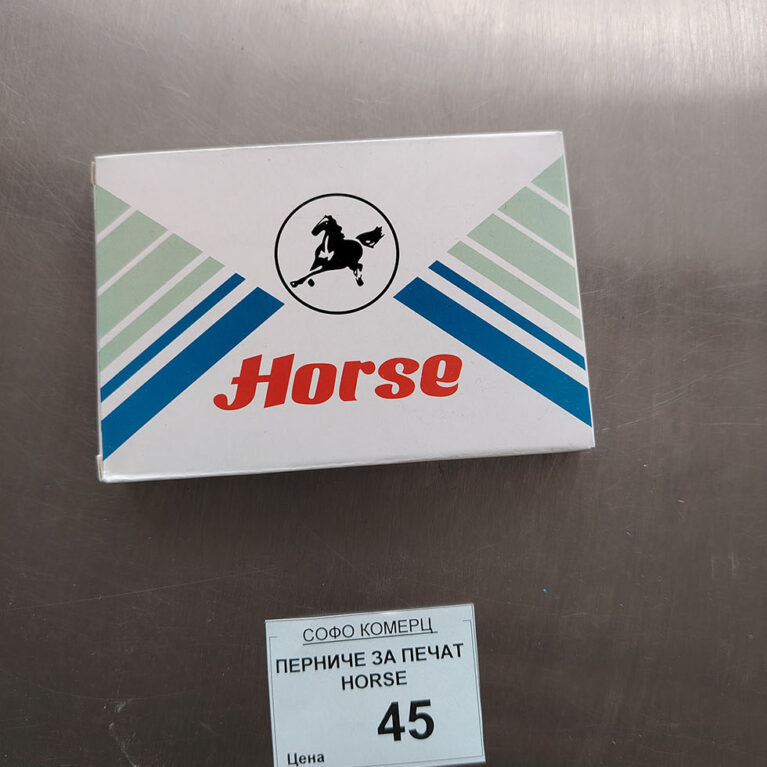 Horse
СОФО КОМЕРЦ
ПЕРНИЧЕ ЗА ПЕЧАТ
HORSE
45
Цена